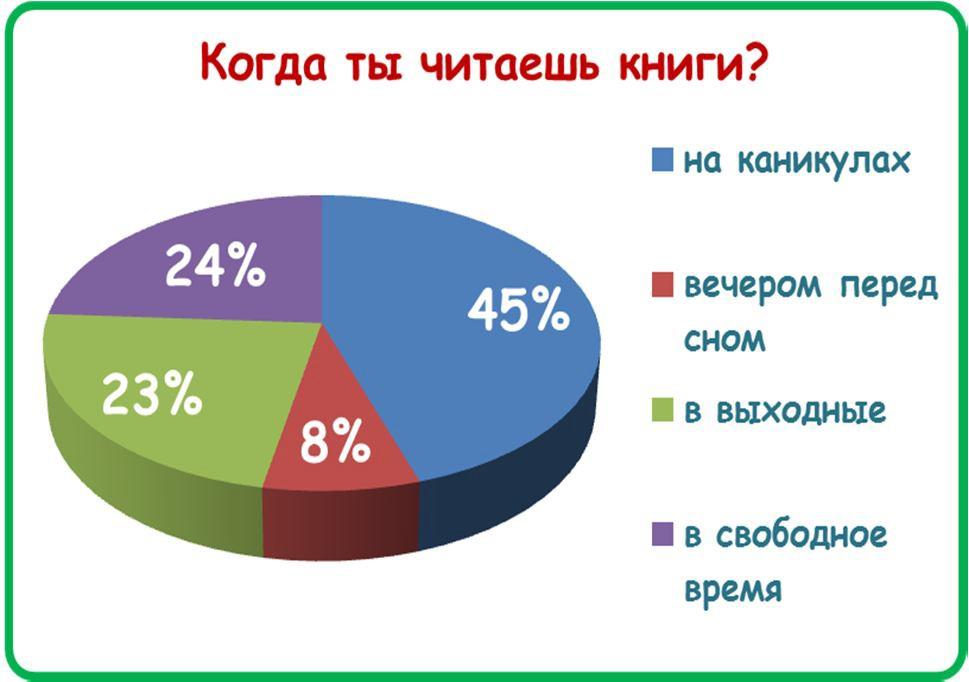 Когда ты читаешь книги?
на каникулах
вечером перед
сном
в выходные
в свободное
время
24%
45%
23%
8%